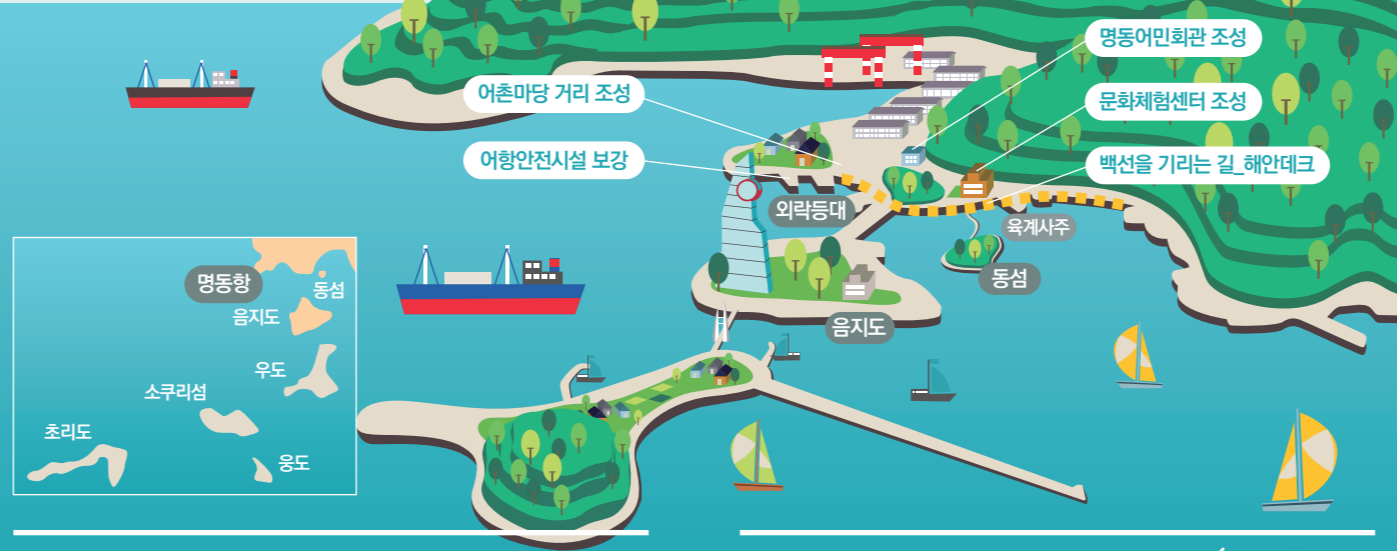 명동어민회관 조성
어촌마당 거리 조성
문화체험센터 조성
어항안전시설 보강
백선을 기리는 길_해안데크
외락등대
육계사주
동섬
음지도
명동항
동섬
음지도
우도
소쿠리섬
초리도
웅도